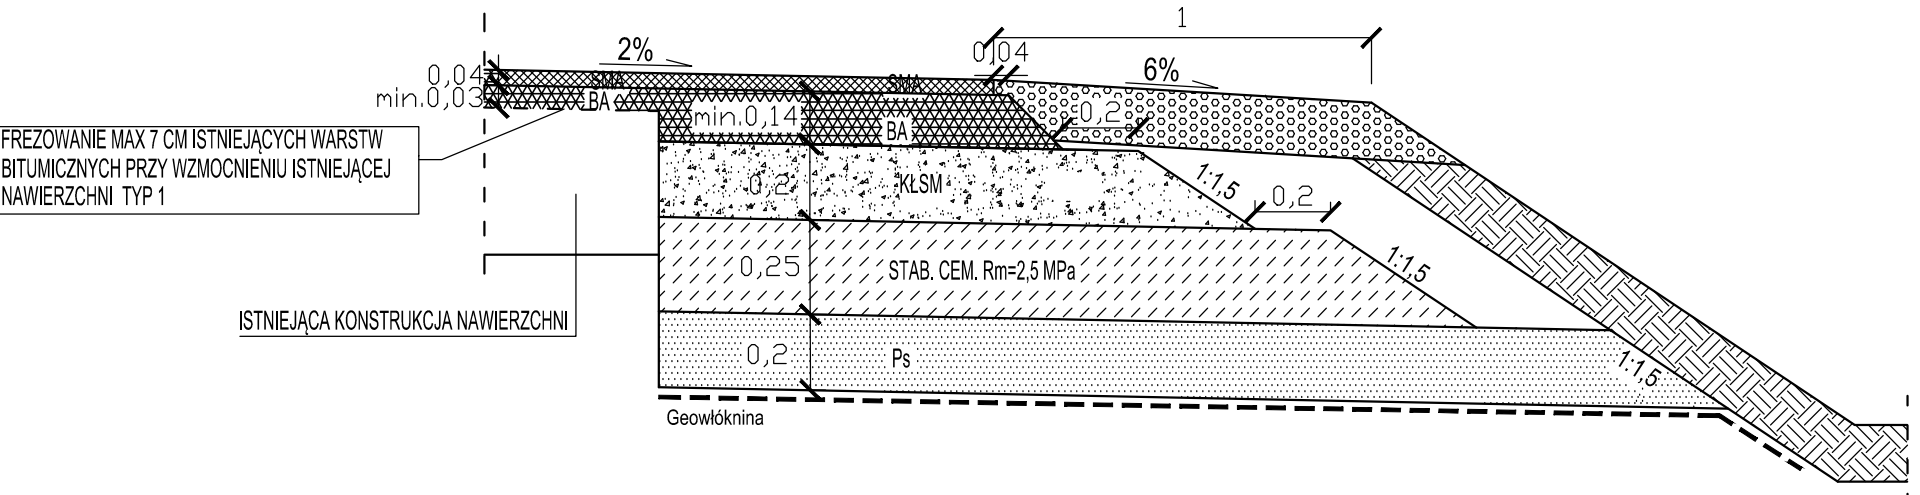 1
0,04
2%
6%
0,04
SMA
SMA
min.0,03
BA
min.0,14
0,2
BA
FREZOWANIE MAX 7 CM ISTNIEJĄCYCH WARSTW
BITUMICZNYCH PRZY WZMOCNIENIU ISTNIEJĄCEJ
NAWIERZCHNI TYP 1
0,2
KŁSM
1:1,5
0,2
0,25
STAB. CEM. Rm=2,5 MPa
1:1,5
ISTNIEJĄCA KONSTRUKCJA NAWIERZCHNI
0,2
Ps
1:1,5
Geowłóknina